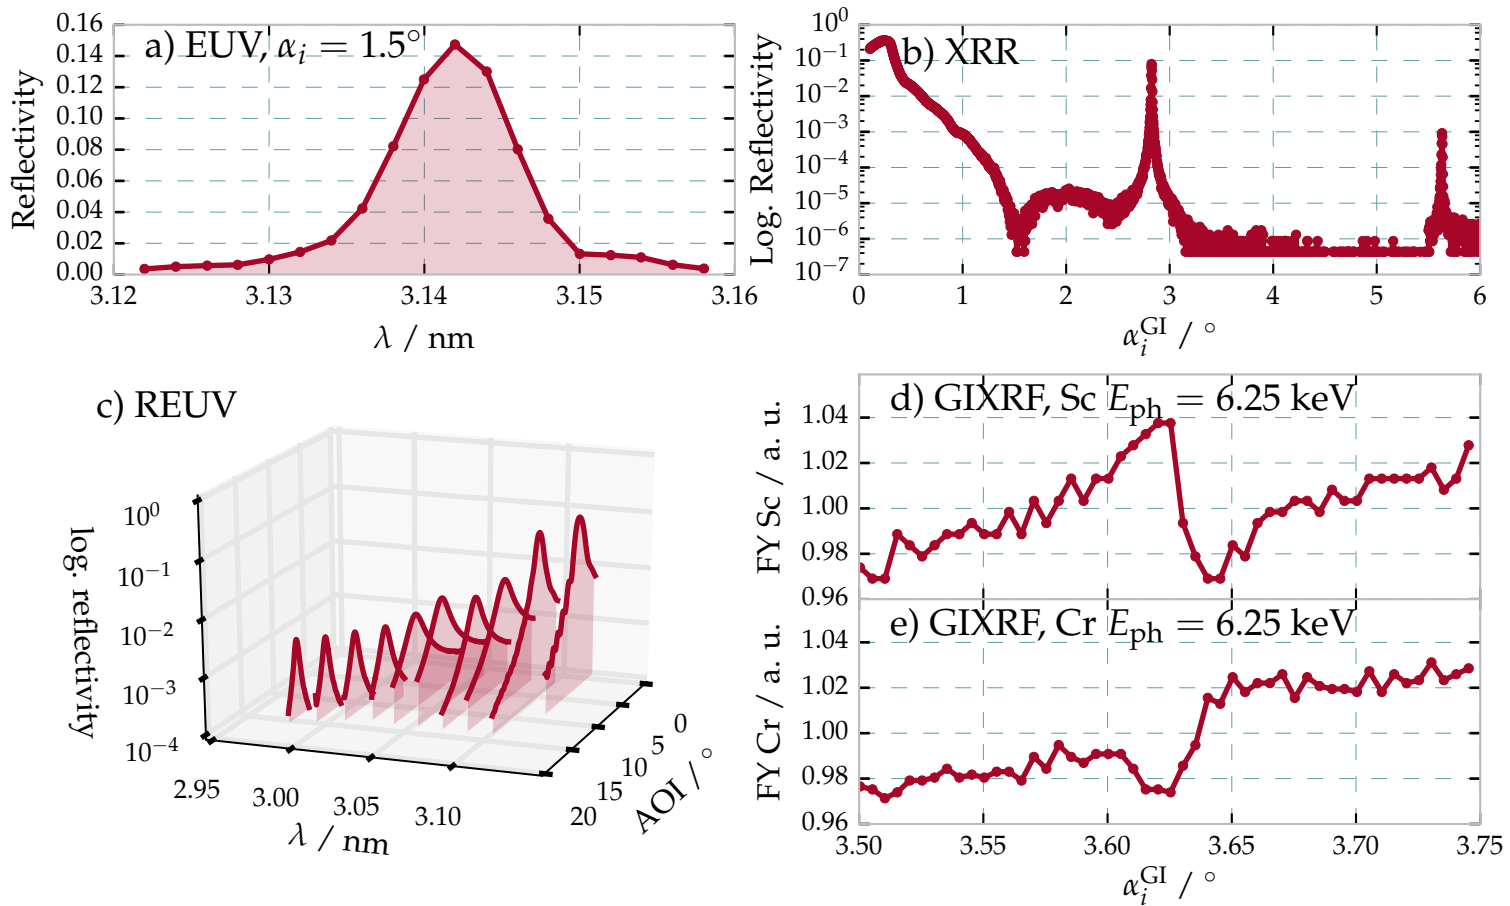 a) EUV, αᵢ = 1.5°
Reflectivity
0.16
0.14
0.12
0.10
0.08
0.06
0.04
0.02
0.00
3.12 3.13 3.14 3.15 3.16
λ / nm
b) XRR
Log. Reflectivity
10⁰
10⁻¹
10⁻²
10⁻³
10⁻⁴
10⁻⁵
10⁻⁶
10⁻⁷
0 1 2 3 4 5 6
αᵢ^GI / °
c) REUV
log. reflectivity
10⁰
10⁻¹
10⁻²
10⁻³
10⁻⁴
2.95 3.00 3.05 3.10
λ / nm
20 15 10 5 0
AOI / °
d) GIXRF, Sc E_ph = 6.25 keV
FY Sc / a. u.
1.04
1.02
1.00
0.98
0.96
e) GIXRF, Cr E_ph = 6.25 keV
FY Cr / a. u.
1.04
1.02
1.00
0.98
0.96
3.50 3.55 3.60 3.65 3.70 3.75
αᵢ^GI / °